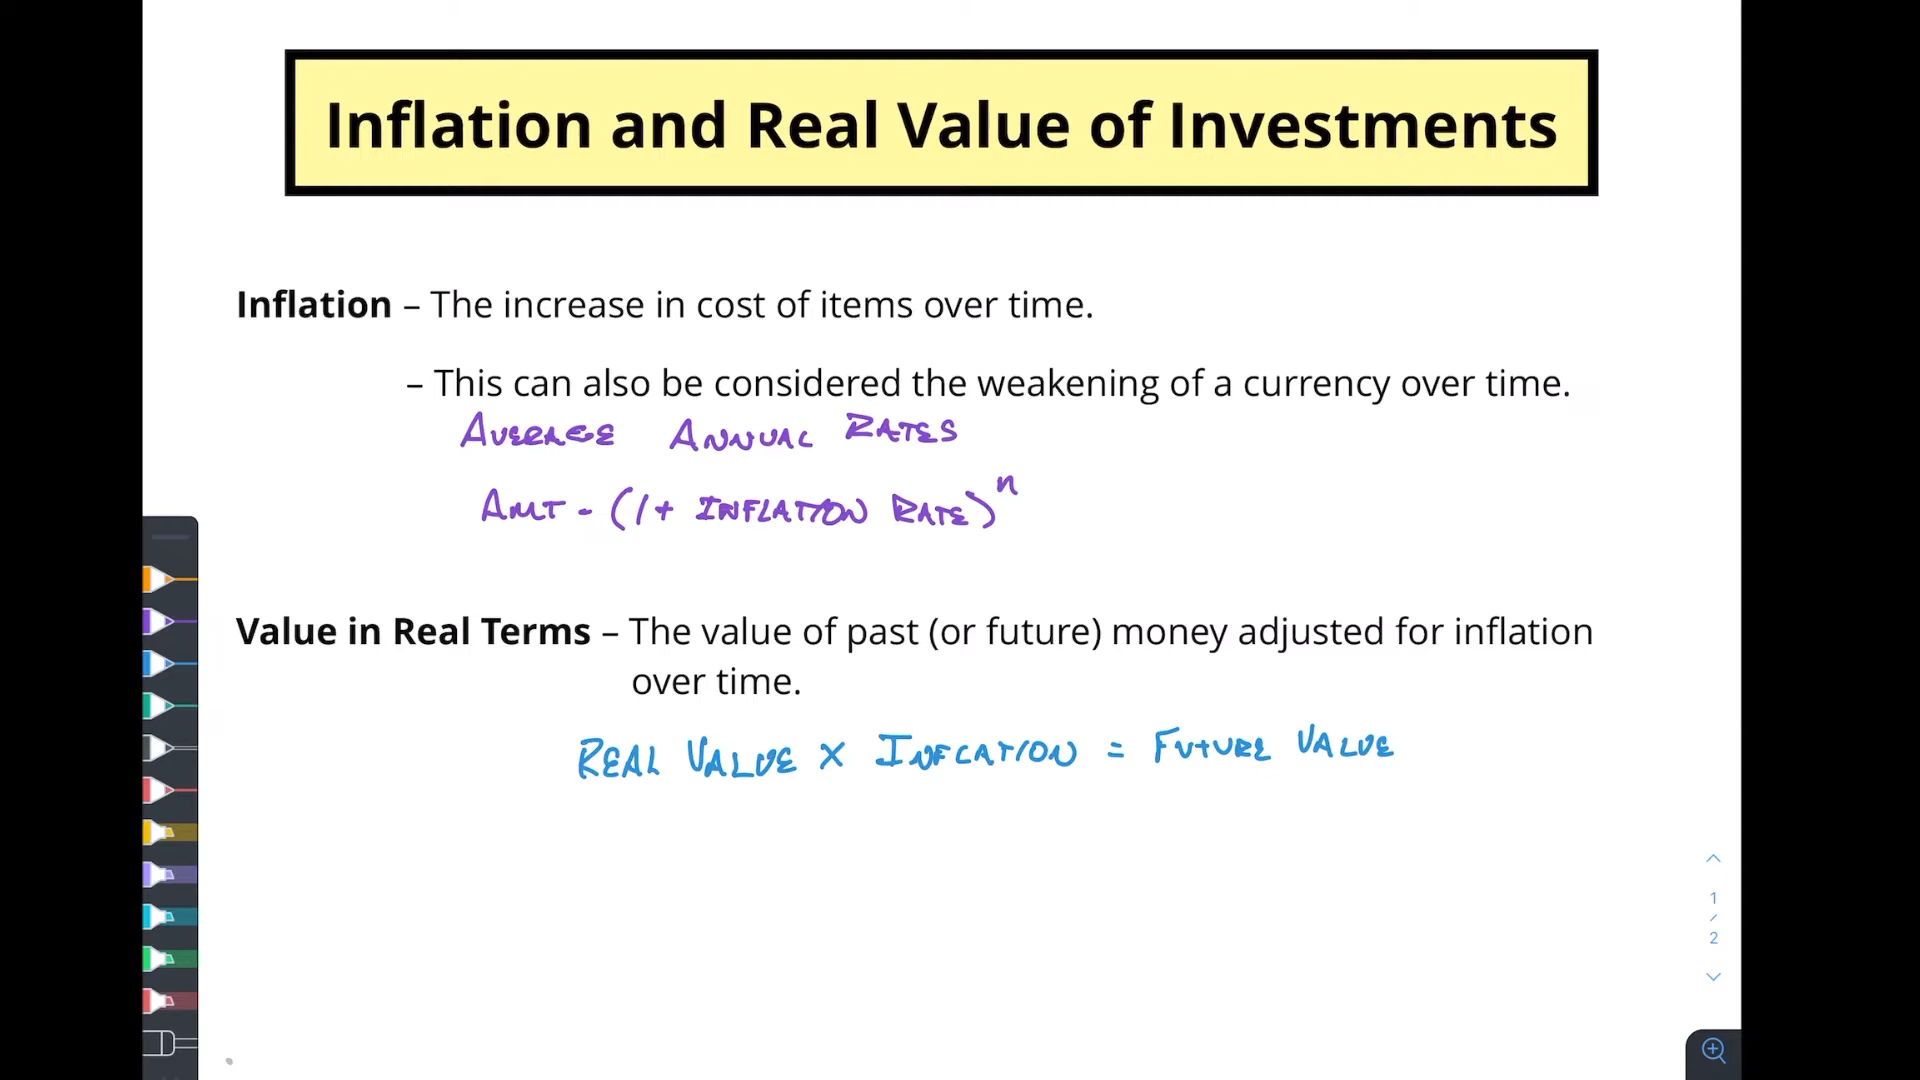 Inflation and Real Value of Investments
Inflation – The increase in cost of items over time.
– This can also be considered the weakening of a currency over time.
AVERAGE ANNUAL RATES
AMT - (1 + INFLATION RATE)^n
Value in Real Terms – The value of past (or future) money adjusted for inflation
over time.
REAL VALUE × INFLATION = FUTURE VALUE
1
/
2